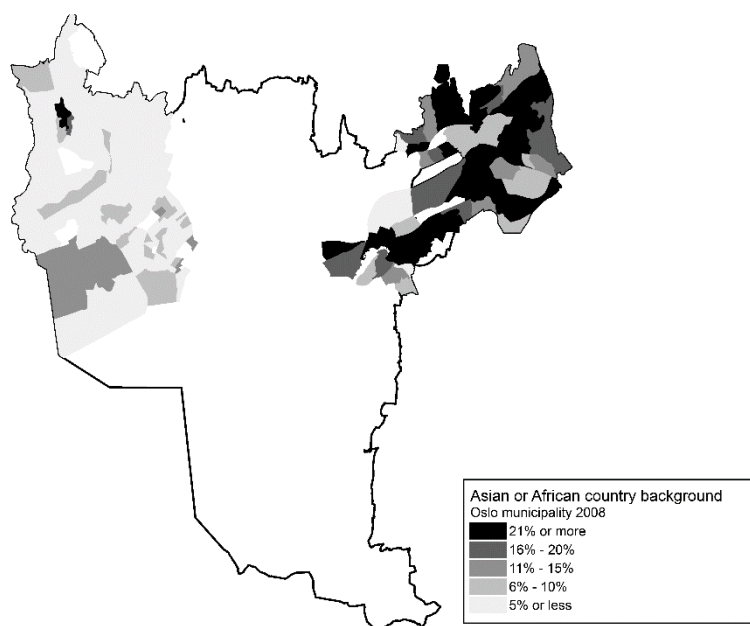 Asian or African country background
Oslo municipality 2008
21% or more
16% - 20%
11% - 15%
6% - 10%
5% or less